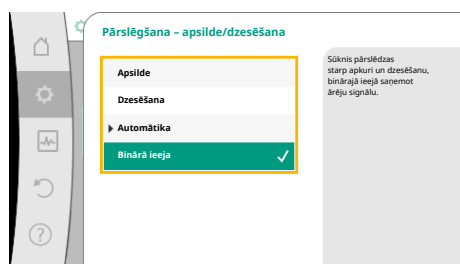 Pārslēgšana – apsilde/dzesēšana
Apsilde
Dzesēšana
Automātika
Binārā ieeja
Sūknis pārslēdzas
starp apkuri un dzesēšanu,
binārajā ieejā saņemot
ārēju signālu.